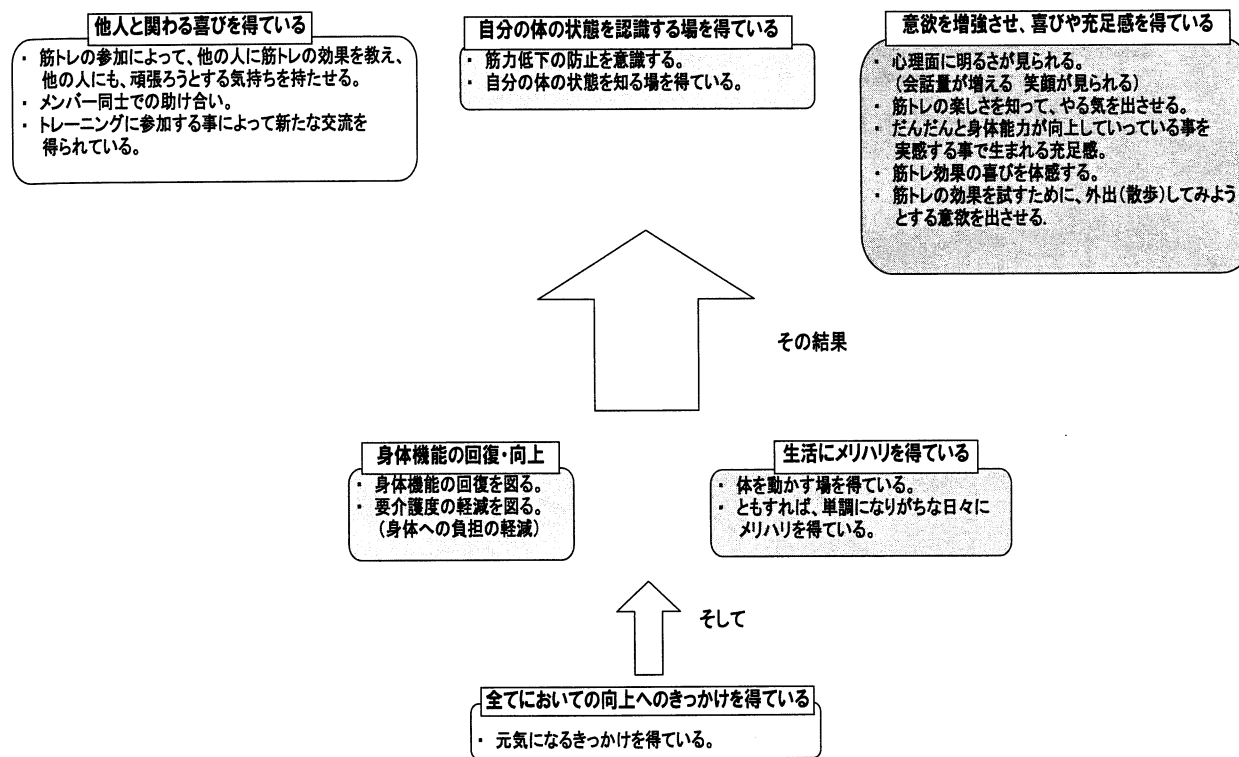 他人と関わる喜びを得ている
・ 筋トレの参加によって、他の人に筋トレの効果を教え、
他の人にも、頑張ろうとする気持ちを持たせる。
・ メンバー同士での助け合い。
・ トレーニングに参加する事によって新たな交流を
得られている。
自分の体の状態を認識する場を得ている
・ 筋力低下の防止を意識する。
・ 自分の体の状態を知る場を得ている。
意欲を増強させ、喜びや充足感を得ている
・ 心理面に明るさが見られる。
(会話量が増える 笑顔が見られる)
・ 筋トレの楽しさを知って、やる気を出させる。
・ だんだんと身体能力が向上していっている事を
実感する事で生まれる充足感。
・ 筋トレ効果の喜びを体感する。
・ 筋トレの効果を試すために、外出(散歩)してみよう
とする意欲を出させる.
その結果
身体機能の回復・向上
・ 身体機能の回復を図る。
・ 要介護度の軽減を図る。
(身体への負担の軽減)
生活にメリハリを得ている
・ 体を動かす場を得ている。
・ ともすれば、単調になりがちな日々に
メリハリを得ている。
そして
全てにおいての向上へのきっかけを得ている
・ 元気になるきっかけを得ている。